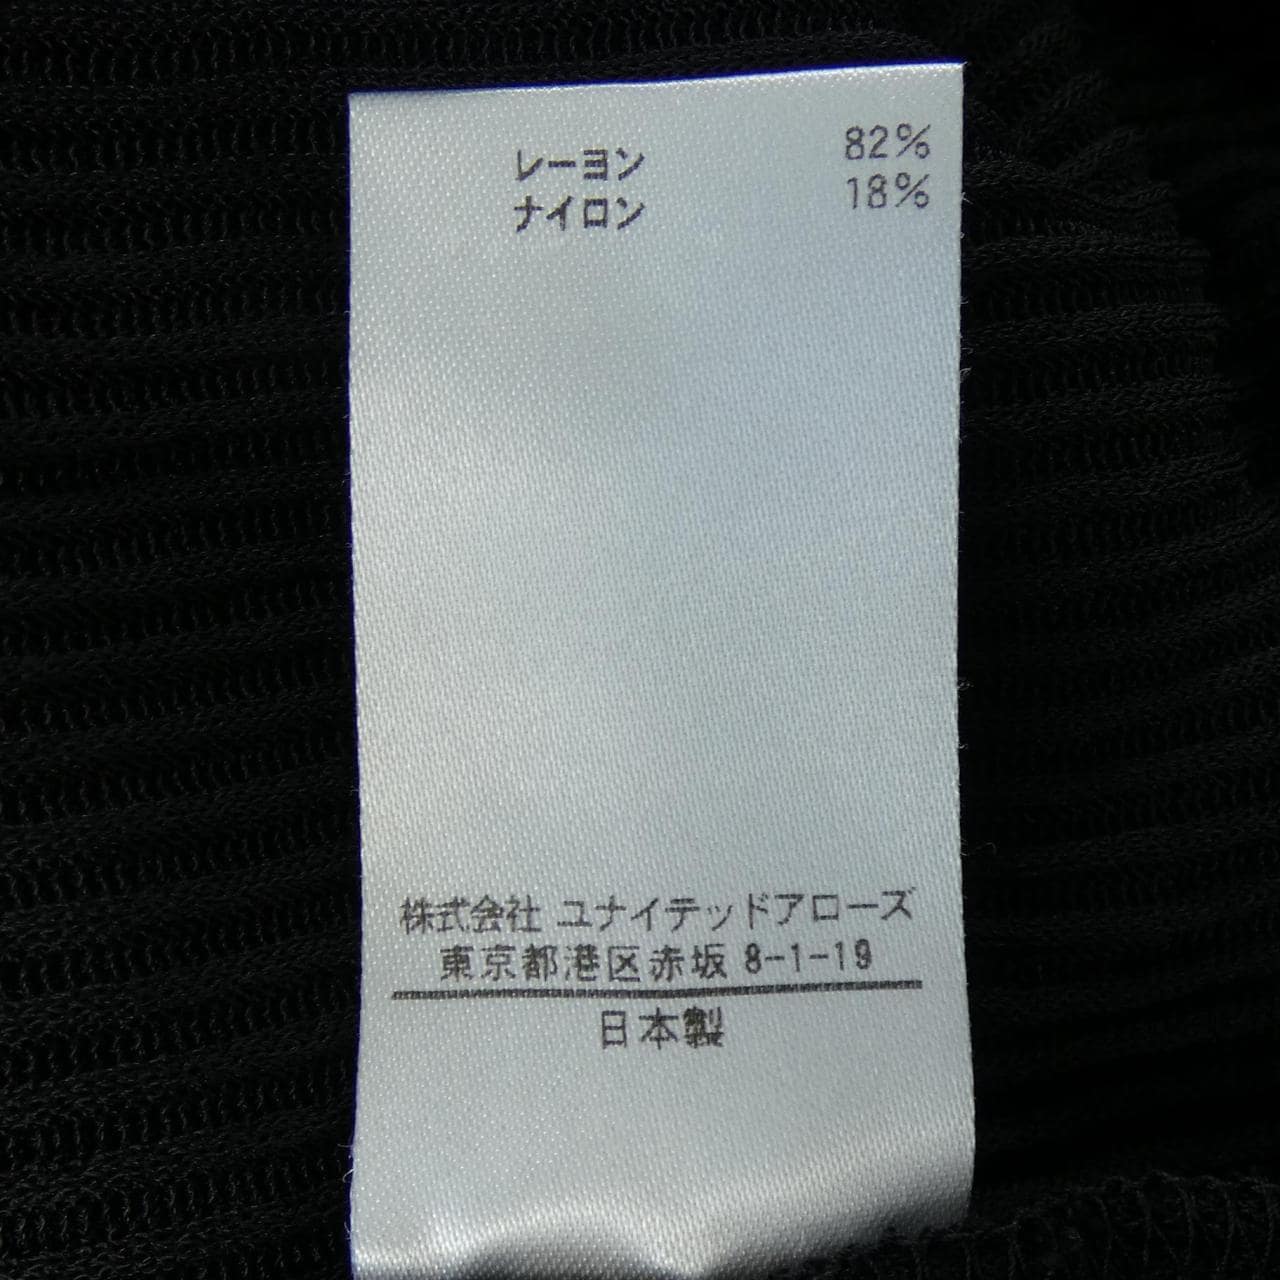 レーヨン 82%
ナイロン 18%
株式会社 ユナイテッドアローズ
東京都港区赤坂 8-1-19
日本製